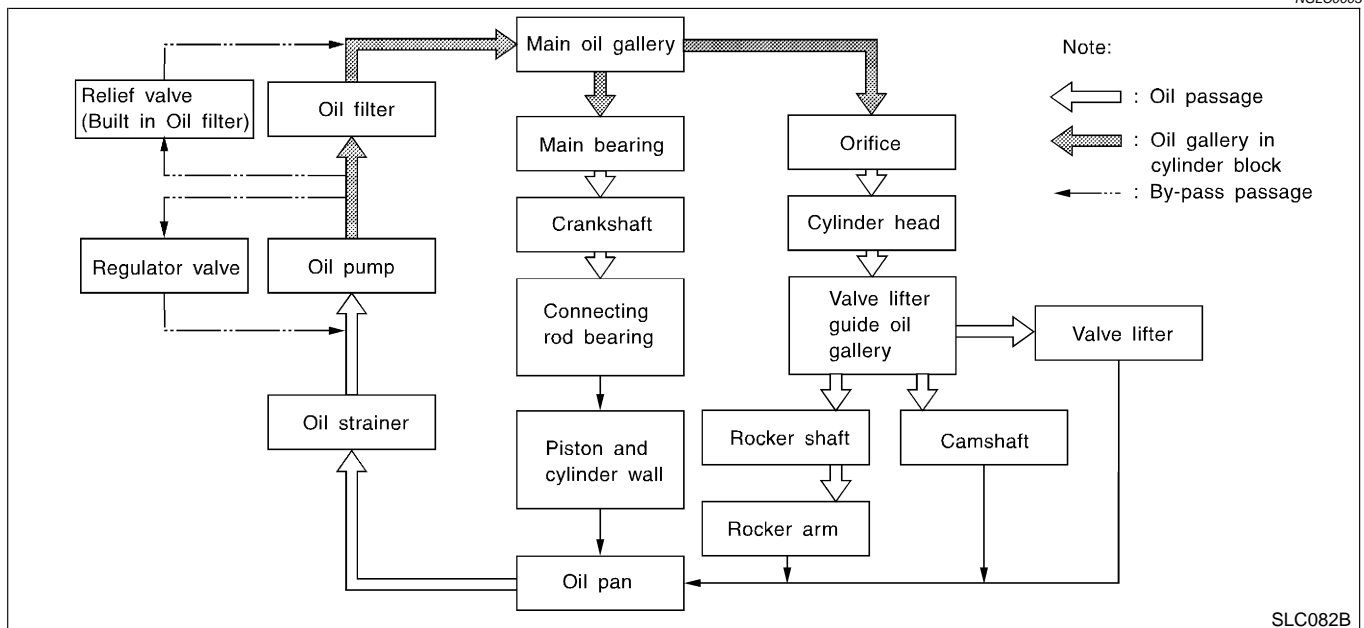 Main oil gallery
Note:
Relief valve
(Built in Oil filter)
Oil filter
: Oil passage
Main bearing
Orifice
: Oil gallery in
cylinder block
: By-pass passage
Crankshaft
Cylinder head
Regulator valve
Oil pump
Connecting
rod bearing
Valve lifter
guide oil
gallery
Valve lifter
Oil strainer
Piston and
cylinder wall
Rocker shaft
Camshaft
Rocker arm
Oil pan
SLC082B